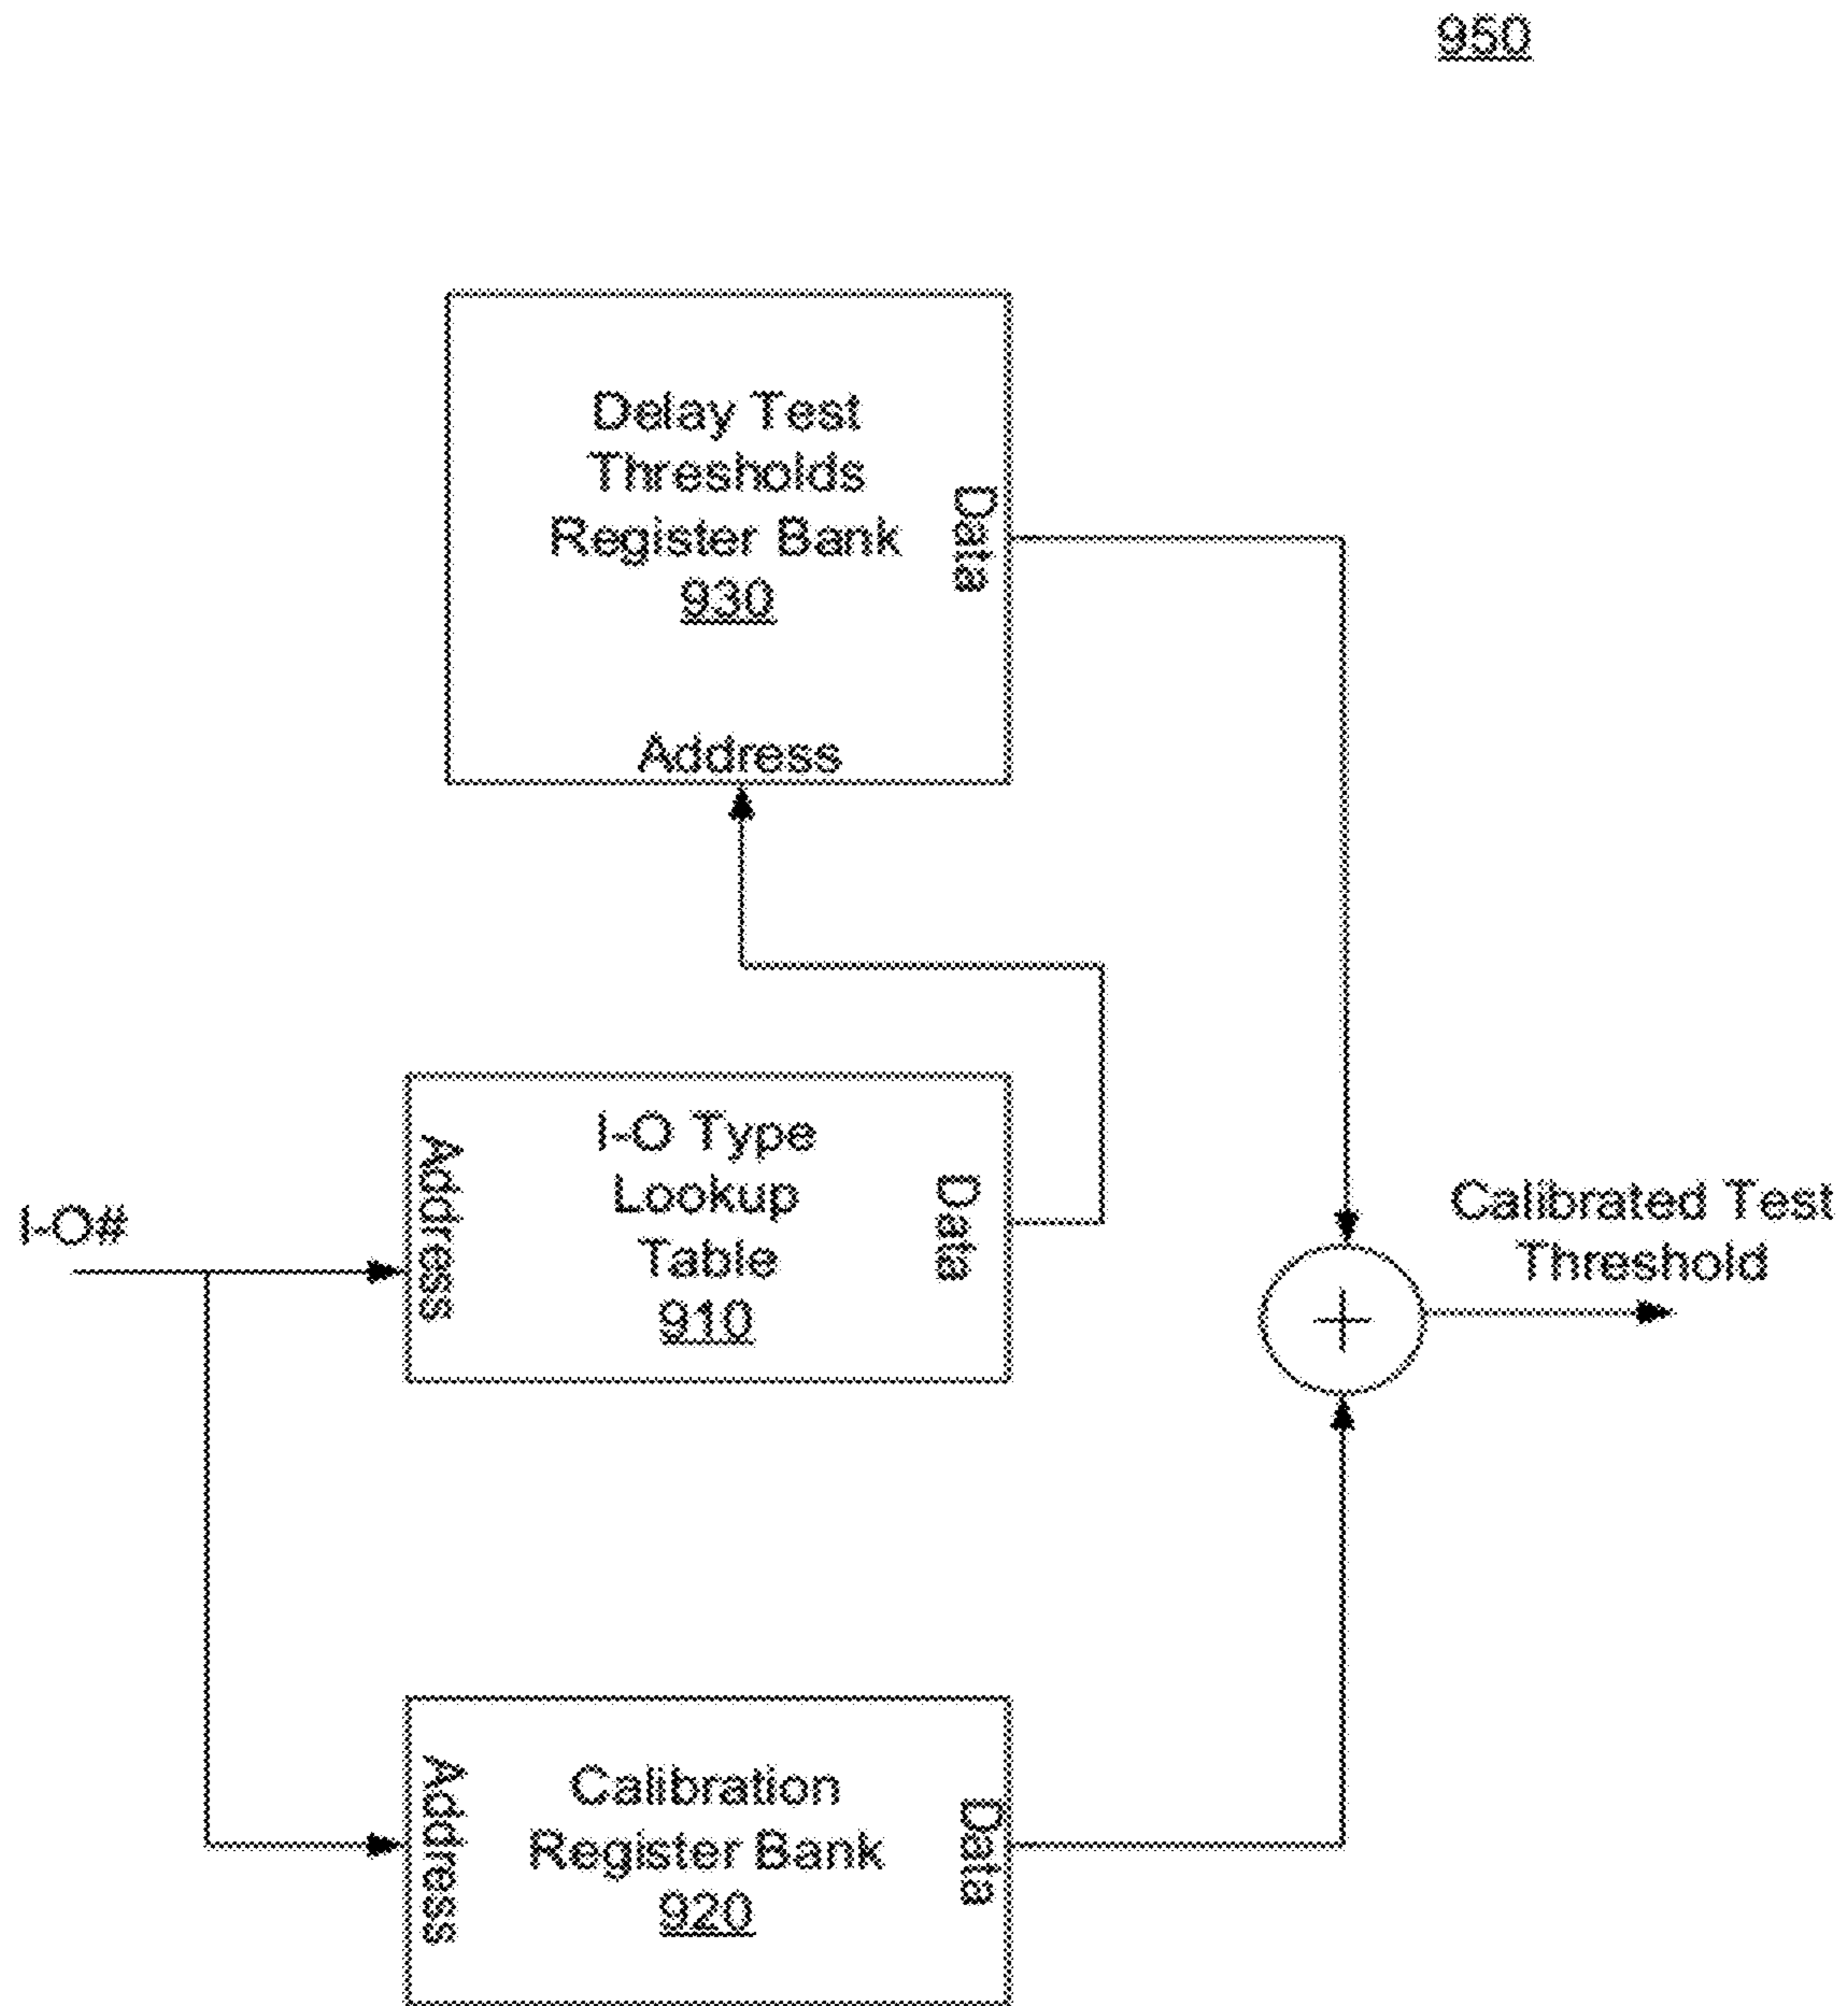 950
Delay Test
Thresholds
Register Bank
930
Data
Address
I-O#
Address
I-O Type
Lookup
Table
910
Data
Calibrated Test
Threshold
+
Address
Calibration
Register Bank
920
Data